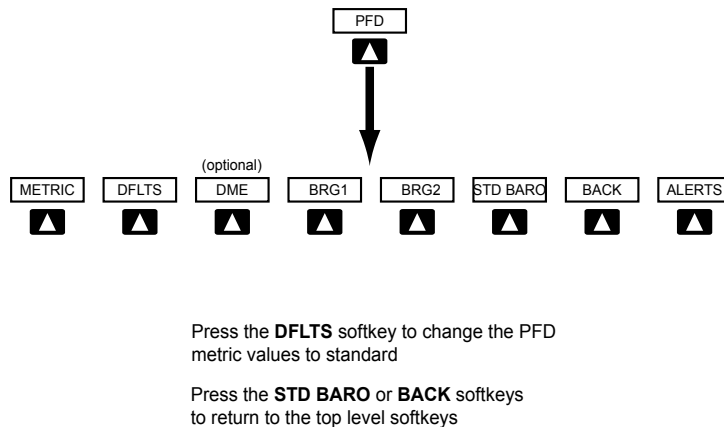 PFD
(optional)
METRIC DFLTS DME BRG1 BRG2 STD BARO BACK ALERTS
Press the DFLTS softkey to change the PFD
metric values to standard
Press the STD BARO or BACK softkeys
to return to the top level softkeys